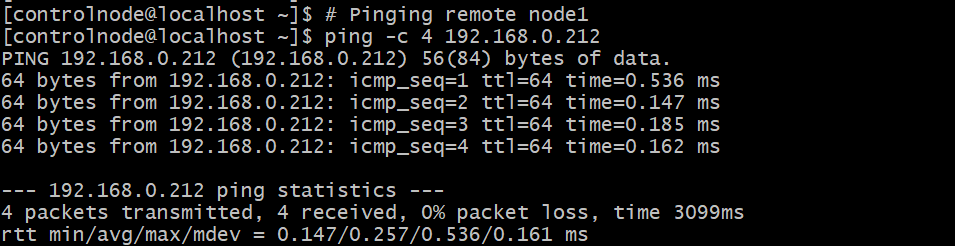 [controlnode@localhost ~]$ # Pinging remote node1
[controlnode@localhost ~]$ ping -c 4 192.168.0.212
PING 192.168.0.212 (192.168.0.212) 56(84) bytes of data.
64 bytes from 192.168.0.212: icmp_seq=1 ttl=64 time=0.536 ms
64 bytes from 192.168.0.212: icmp_seq=2 ttl=64 time=0.147 ms
64 bytes from 192.168.0.212: icmp_seq=3 ttl=64 time=0.185 ms
64 bytes from 192.168.0.212: icmp_seq=4 ttl=64 time=0.162 ms
--- 192.168.0.212 ping statistics ---
4 packets transmitted, 4 received, 0% packet loss, time 3099ms
rtt min/avg/max/mdev = 0.147/0.257/0.536/0.161 ms